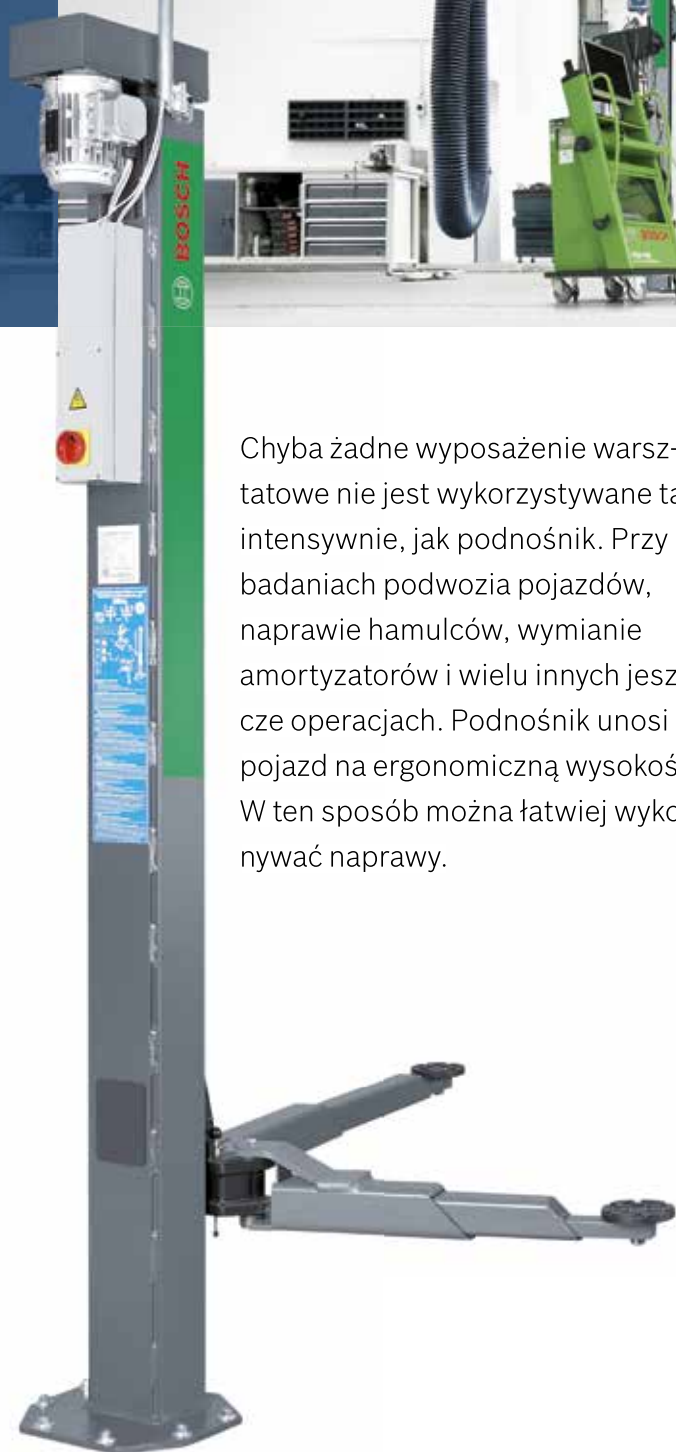 BOSCH
BOSCH
Chyba żadne wyposażenie warsz-
tatowe nie jest wykorzystywane ta
intensywnie, jak podnośnik. Przy
badaniach podwozia pojazdów,
naprawie hamulców, wymianie
amortyzatorów i wielu innych jesz
cze operacjach. Podnośnik unosi
pojazd na ergonomiczną wysokoś
W ten sposób można łatwiej wyko
nywać naprawy.